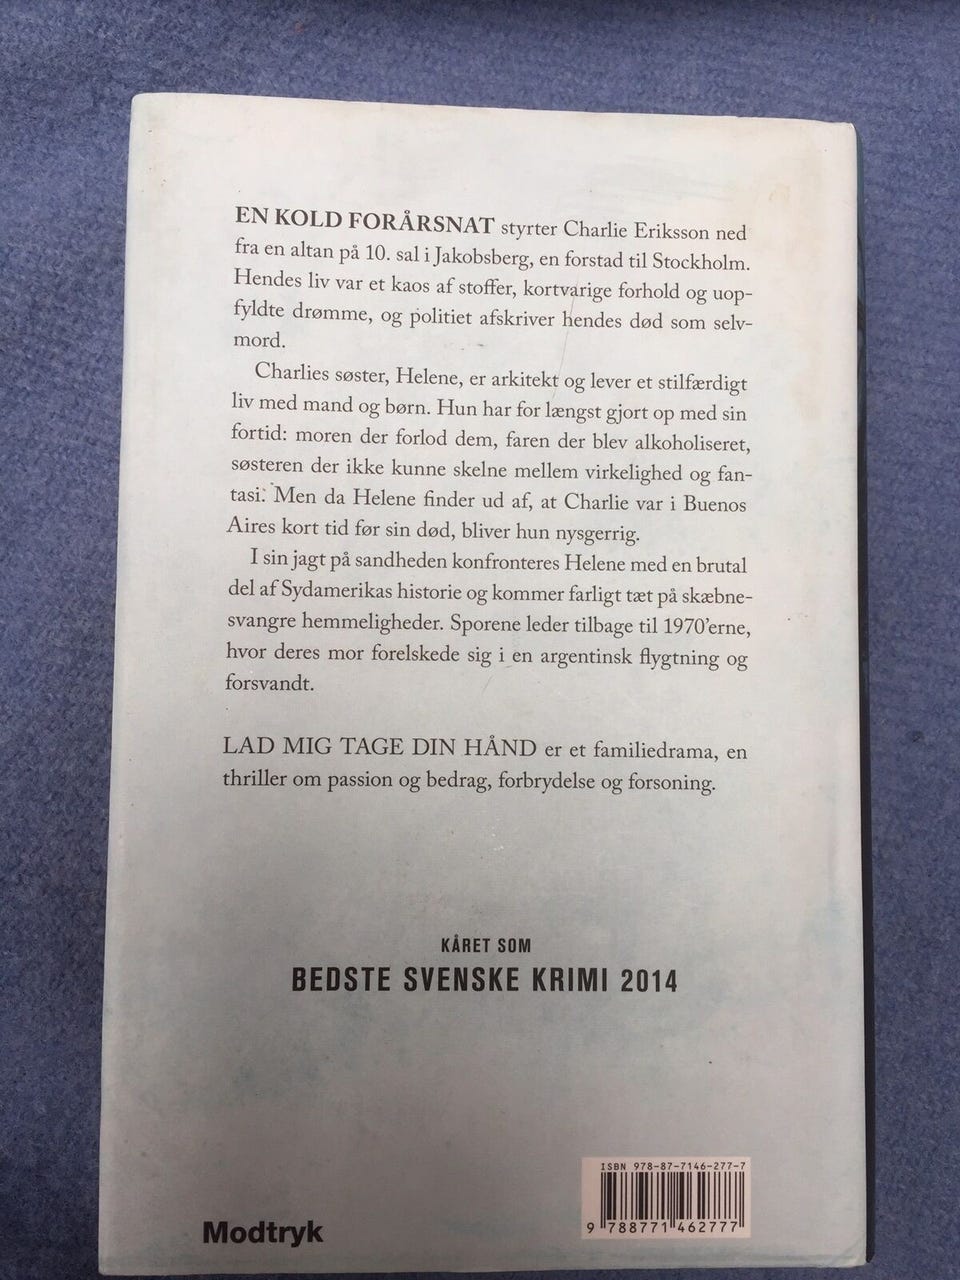 EN KOLD FORÅRSNAT styrter Charlie Eriksson ned
fra en altan på 10. sal i Jakobsberg, en forstad til Stockholm.
Hendes liv var et kaos af stoffer, kortvarige forhold og uop-
fyldte drømme, og politiet afskriver hendes død som selv-
mord.
Charlies søster, Helene, er arkitekt og lever et stilfærdigt
liv med mand og børn. Hun har for længst gjort op med sin
fortid: moren der forlod dem, faren der blev alkoholiseret,
søsteren der ikke kunne skelne mellem virkelighed og fan-
tasi. Men da Helene finder ud af, at Charlie var i Buenos
Aires kort tid før sin død, bliver hun nysgerrig.
I sin jagt på sandheden konfronteres Helene med en brutal
del af Sydamerikas historie og kommer farligt tæt på skæbne-
svangre hemmeligheder. Sporene leder tilbage til 1970'erne,
hvor deres mor forelskede sig i en argentinsk flygtning og
forsvandt.
LAD MIG TAGE DIN HÅND er et familiedrama, en
thriller om passion og bedrag, forbrydelse og forsoning.
KÅRET SOM
BEDSTE SVENSKE KRIMI 2014
ISBN 978-87-7146-277-7
9 788771 462777
Modtryk